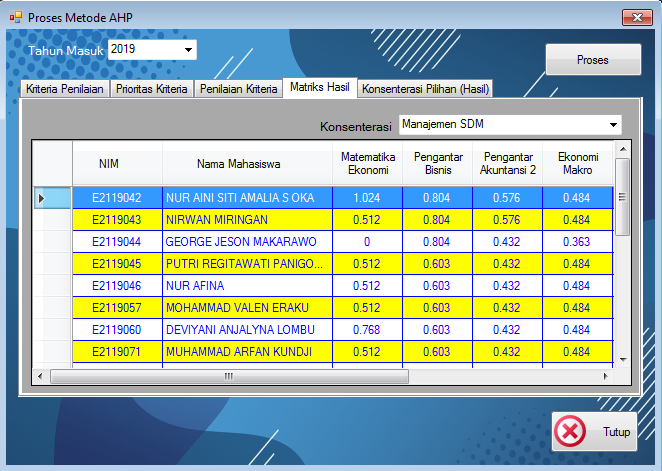 Proses Metode AHP
Tahun Masuk 2019
Proses
Kriteria Penilaian Prioritas Kriteria Penilaian Kriteria Matriks Hasil Konsenterasi Pilihan (Hasil)
Konsenterasi Manajemen SDM
NIM Nama Mahasiswa Matematika Ekonomi Pengantar Bisnis Pengantar Akuntansi 2 Ekonomi Makro
E2119042 NUR AINI SITI AMALIA S OKA 1.024 0.804 0.576 0.484
E2119043 NIRWAN MIRINGAN 0.512 0.804 0.576 0.484
E2119044 GEORGE JESON MAKARAWO 0 0.804 0.432 0.363
E2119045 PUTRI REGITAWATI PANIGO... 0.512 0.603 0.432 0.484
E2119046 NUR AFINA 0.512 0.603 0.432 0.484
E2119057 MOHAMMAD VALEN ERAKU 0.512 0.603 0.432 0.484
E2119060 DEVIYANI ANJALYNA LOMBU 0.768 0.603 0.432 0.484
E2119071 MUHAMMAD ARFAN KUNDJI 0.512 0.603 0.432 0.484
Tutup